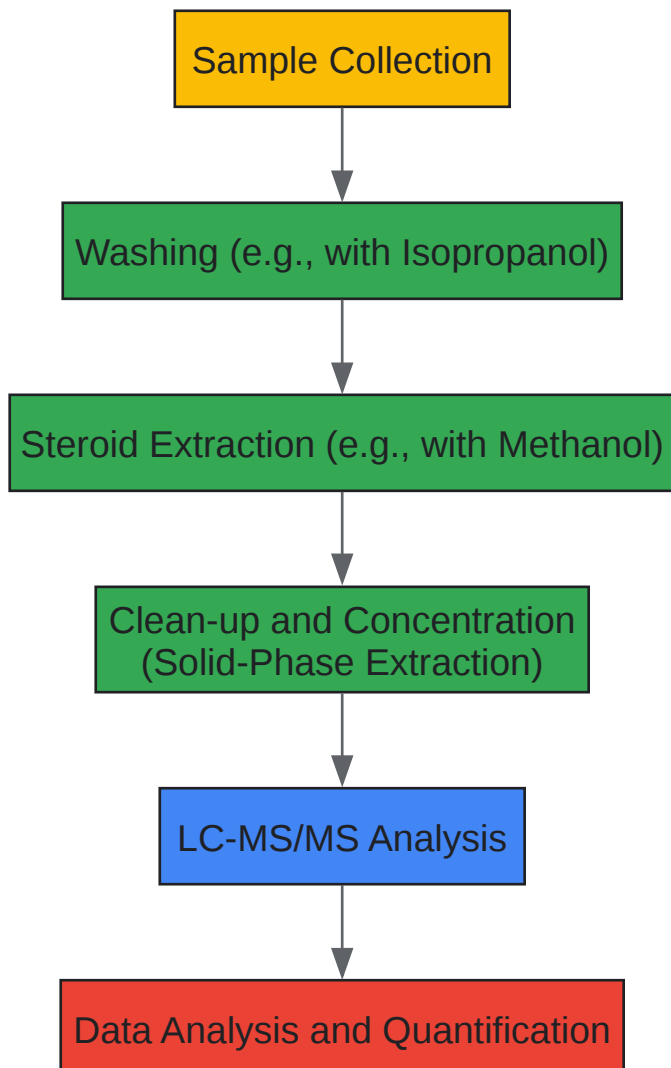 Sample Collection
Washing (e.g., with Isopropanol)
Steroid Extraction (e.g., with Methanol)
Clean-up and Concentration
(Solid-Phase Extraction)
LC-MS/MS Analysis
Data Analysis and Quantification